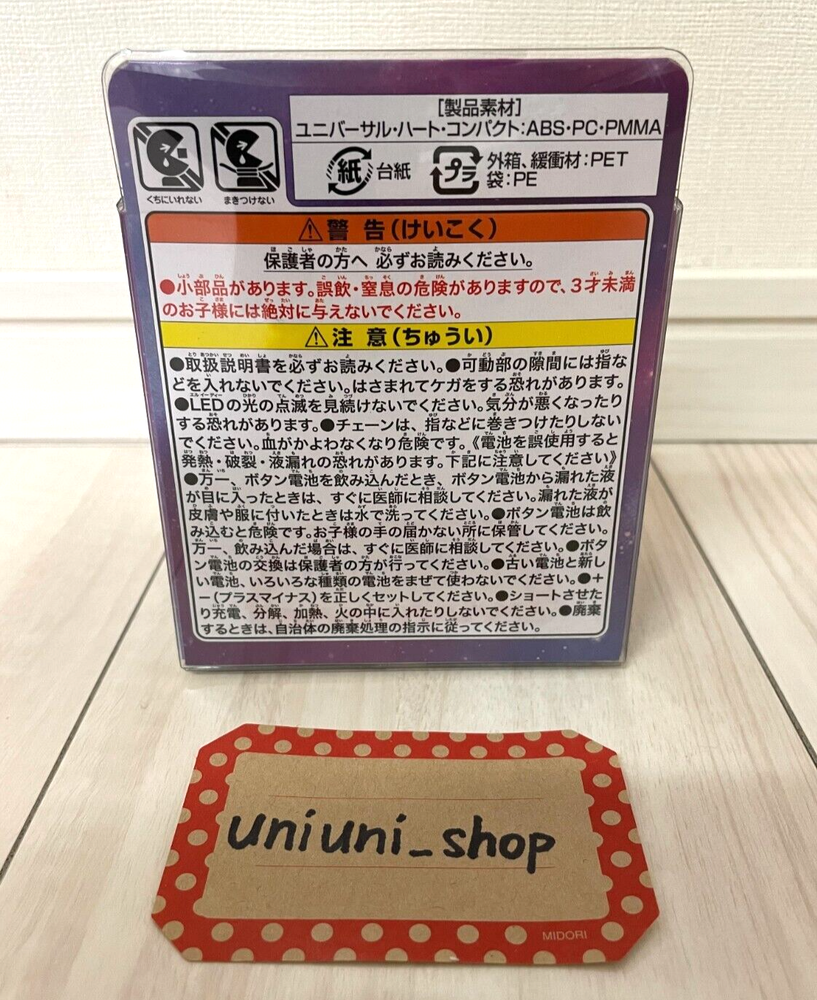 [製品素材]
ユニバーサル・ハート・コンパクト:ABS・PC・PMMA
紙 台紙
プラ 外箱、緩衝材:PET
袋:PE
くちにいれない まきつけない
⚠警 告(けいこく)
保護者の方へ 必ずお読みください。
●小部品があります。誤飲・窒息の危険がありますので、3才未満
のお子様には絶対に与えないでください。
⚠注 意(ちゅうい)
●取扱説明書を必ずお読みください。●可動部の隙間には指な
どを入れないでください。はさまれてケガをする恐れがあります。
●LEDの光の点滅を見続けないでください。気分が悪くなったり
する恐れがあります。●チェーンは、指などに巻きつけたりしない
でください。血がかよわなくなり危険です。《電池を誤使用すると
発熱・破裂・液漏れの恐れがあります。下記に注意してください》
●万一、ボタン電池を飲み込んだとき、ボタン電池から漏れた液
が目に入ったときは、すぐに医師に相談してください。漏れた液が
皮膚や服に付いたときは水で洗ってください。●ボタン電池は飲
み込むと危険です。お子様の手の届かない所に保管してください。
万一、飲み込んだ場合は、すぐに医師に相談してください。●ボタ
ン電池の交換は保護者の方が行ってください。●古い電池と新し
い電池、いろいろな種類の電池をまぜて使わないでください。●+
-(プラスマイナス)を正しくセットしてください。●ショートさせた
り充電、分解、加熱、火の中に入れたりしないでください。●廃棄
するときは、自治体の廃棄処理の指示に従ってください。
uniuni_shop
MIDORI